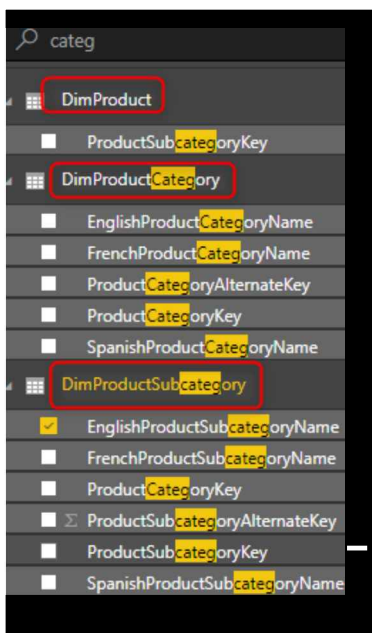 categ
DimProduct
ProductSubcategoryKey
DimProductCategory
EnglishProductCategoryName
FrenchProductCategoryName
ProductCategoryAlternateKey
ProductCategoryKey
SpanishProductCategoryName
DimProductSubcategory
EnglishProductSubcategoryName
FrenchProductSubcategoryName
ProductCategoryKey
Σ ProductSubcategoryAlternateKey
ProductSubcategoryKey
SpanishProductSubcategoryName